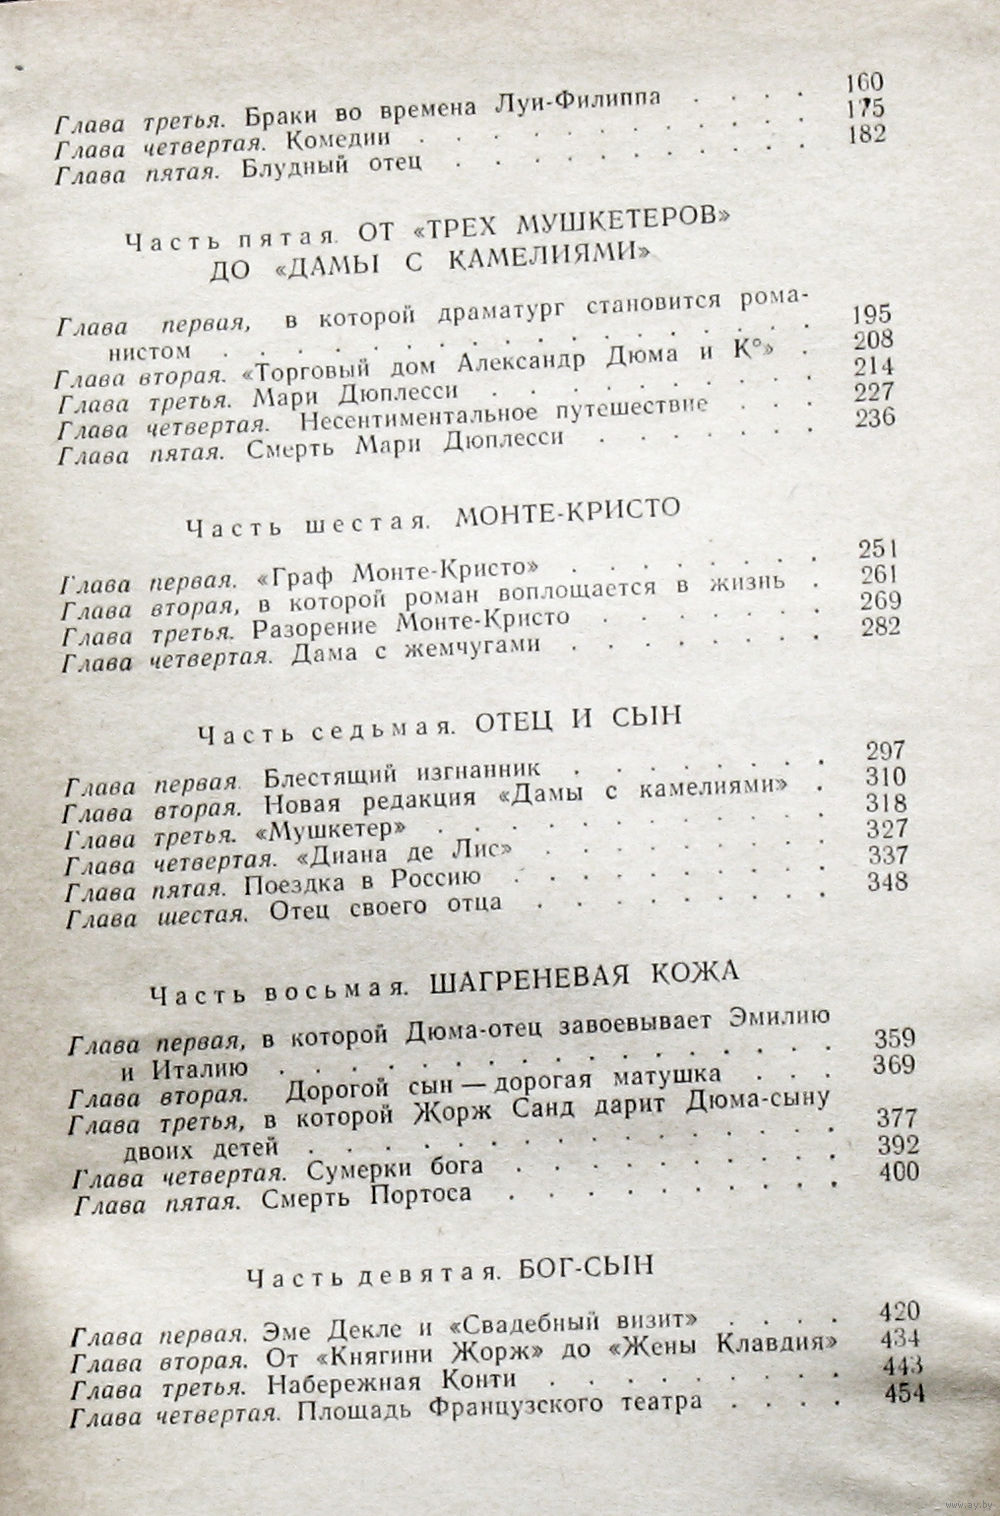 Глава третья. Браки во времена Луи-Филиппа . . . . 160
Глава четвертая. Комедии . . . . . . . . . . . 175
Глава пятая. Блудный отец . . . . . . . . . . 182
Часть пятая. ОТ «ТРЕХ МУШКЕТЕРОВ»
ДО «ДАМЫ С КАМЕЛИЯМИ»
Глава первая, в которой драматург становится рома-
нистом . . . . . . . . . . . . . . . . 195
Глава вторая. «Торговый дом Александр Дюма и К°» . 208
Глава третья. Мари Дюплесси . . . . . . . . . 214
Глава четвертая. Несентиментальное путешествие . . . 227
Глава пятая. Смерть Мари Дюплесси . . . . . . 236
Часть шестая. МОНТЕ-КРИСТО
Глава первая. «Граф Монте-Кристо» . . . . . . . 251
Глава вторая, в которой роман воплощается в жизнь . 261
Глава третья. Разорение Монте-Кристо . . . . . . 269
Глава четвертая. Дама с жемчугами . . . . . . . 282
Часть седьмая. ОТЕЦ И СЫН
Глава первая. Блестящий изгнанник . . . . . . . 297
Глава вторая. Новая редакция «Дамы с камелиями» . 310
Глава третья. «Мушкетер» . . . . . . . . . . . 318
Глава четвертая. «Диана де Лис» . . . . . . . . 327
Глава пятая. Поездка в Россию . . . . . . . . . 337
Глава шестая. Отец своего отца . . . . . . . . 348
Часть восьмая. ШАГРЕНЕВАЯ КОЖА
Глава первая, в которой Дюма-отец завоевывает Эмилию
и Италию . . . . . . . . . . . . . . . 359
Глава вторая. Дорогой сын — дорогая матушка . . . 369
Глава третья, в которой Жорж Санд дарит Дюма-сыну
двоих детей . . . . . . . . . . . . . . 377
Глава четвертая. Сумерки бога . . . . . . . . . 392
Глава пятая. Смерть Портоса . . . . . . . . . 400
Часть девятая. БОГ-СЫН
Глава первая. Эме Декле и «Свадебный визит» . . . . 420
Глава вторая. От «Княгини Жорж» до «Жены Клавдия» 434
Глава третья. Набережная Конти . . . . . . . . 443
Глава четвертая. Площадь Французского театра . . . . 454
www.ay.by